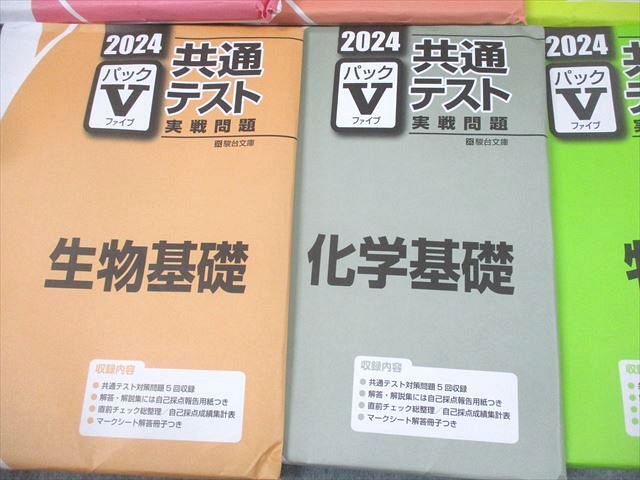 2024
パック
V
ファイブ
共通
テスト
実戦問題
駿台文庫
生物基礎
収録内容
● 共通テスト対策問題5回収録
● 解答・解説集には自己採点報告用紙つき
● 直前チェック総整理/自己採点成績集計表
● マークシート解答冊子つき
2024
パック
V
ファイブ
共通
テスト
実戦問題
駿台文庫
化学基礎
収録内容
● 共通テスト対策問題5回収録
● 解答・解説集には自己採点報告用紙つき
● 直前チェック総整理/自己採点成績集計表
● マークシート解答冊子つき
2024
パック
V
ファイブ